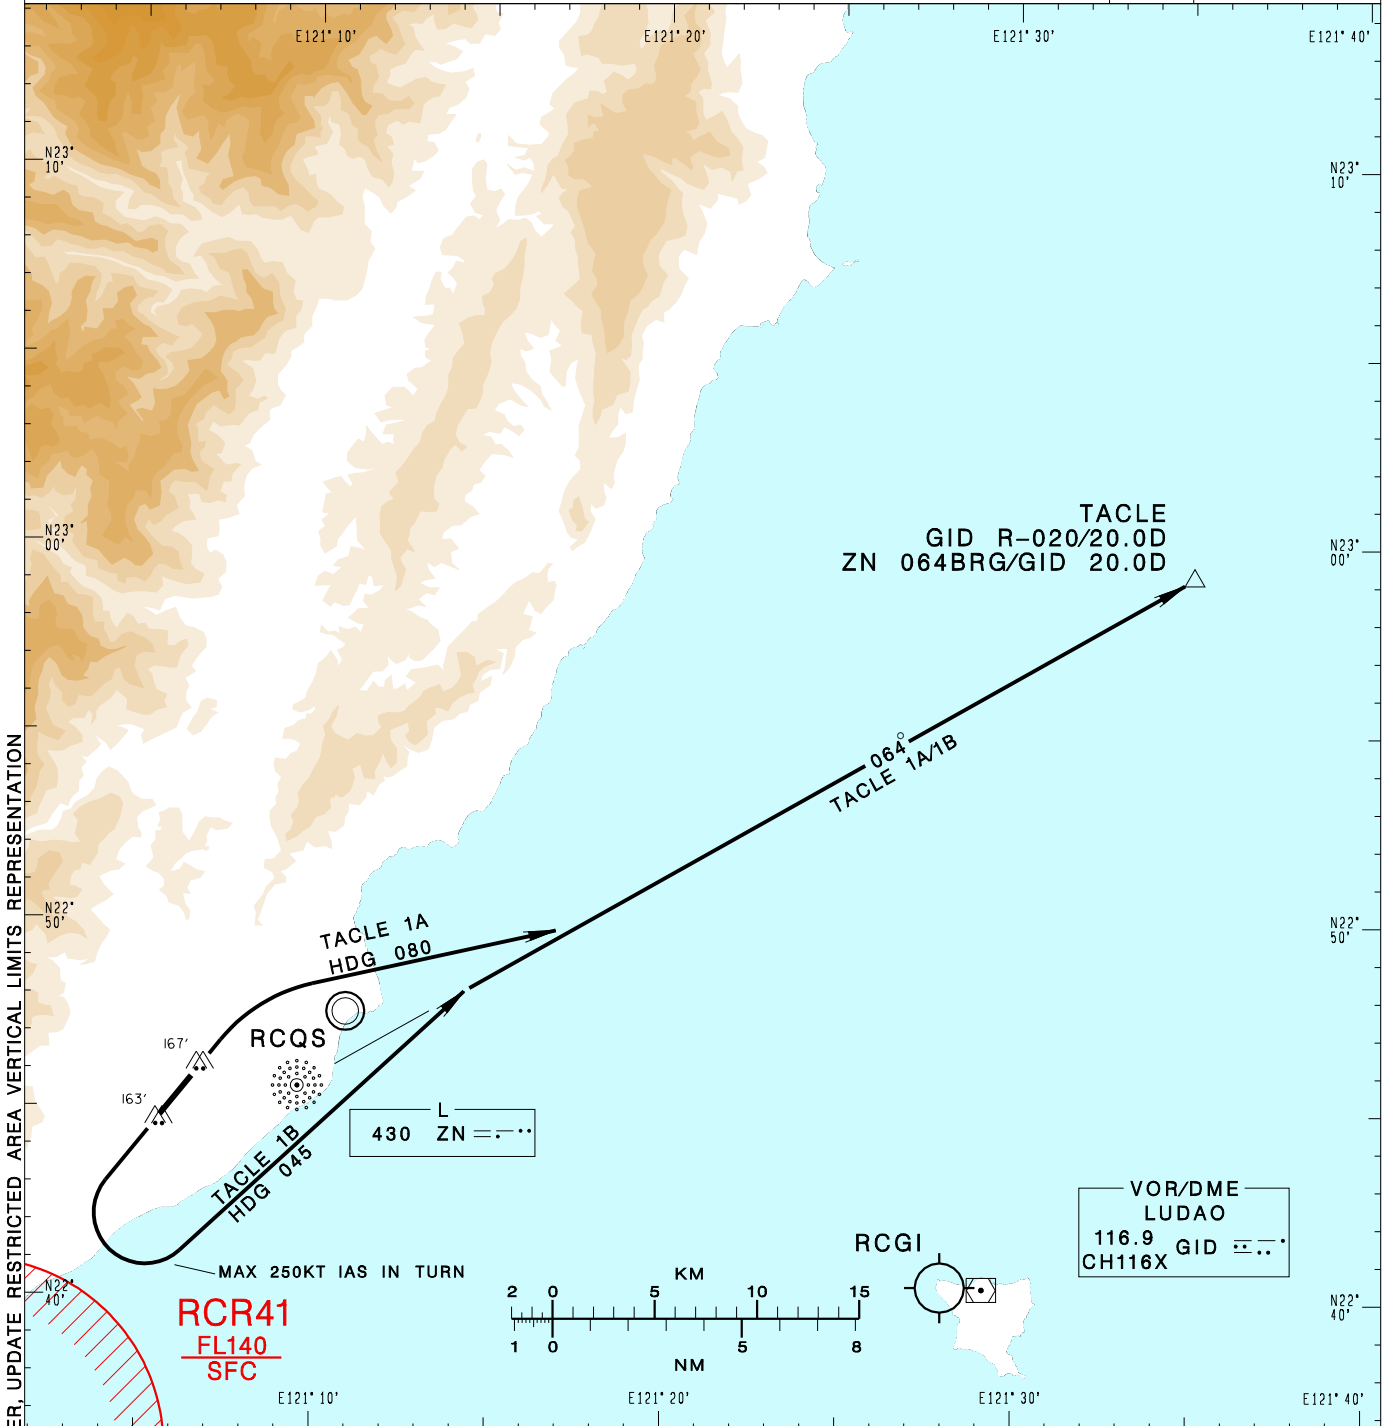 E121° 10'
E121° 20'
E121° 30'
E121° 40'
N23°
10'
N23°
10'
N23°
00'
N23°
00'
TACLE
GID R-020/20.0D
ZN 064BRG/GID 20.0D
064°
TACLE 1A/1B
N22°
50'
N22°
50'
TACLE 1A
HDG 080
RCQS
167'
163'
L
430 ZN
TACLE 1B
HDG 045
MAX 250KT IAS IN TURN
VOR/DME
LUDAO
116.9
CH116X
GID
RCGI
N22°
40'
N22°
40'
RCR41
FL140
SFC
KM
2 0 5 10 15
1 0 5 8
NM
E121° 10'
E121° 20'
E121° 30'
E121° 40'
ER, UPDATE RESTRICTED AREA VERTICAL LIMITS REPRESENTATION